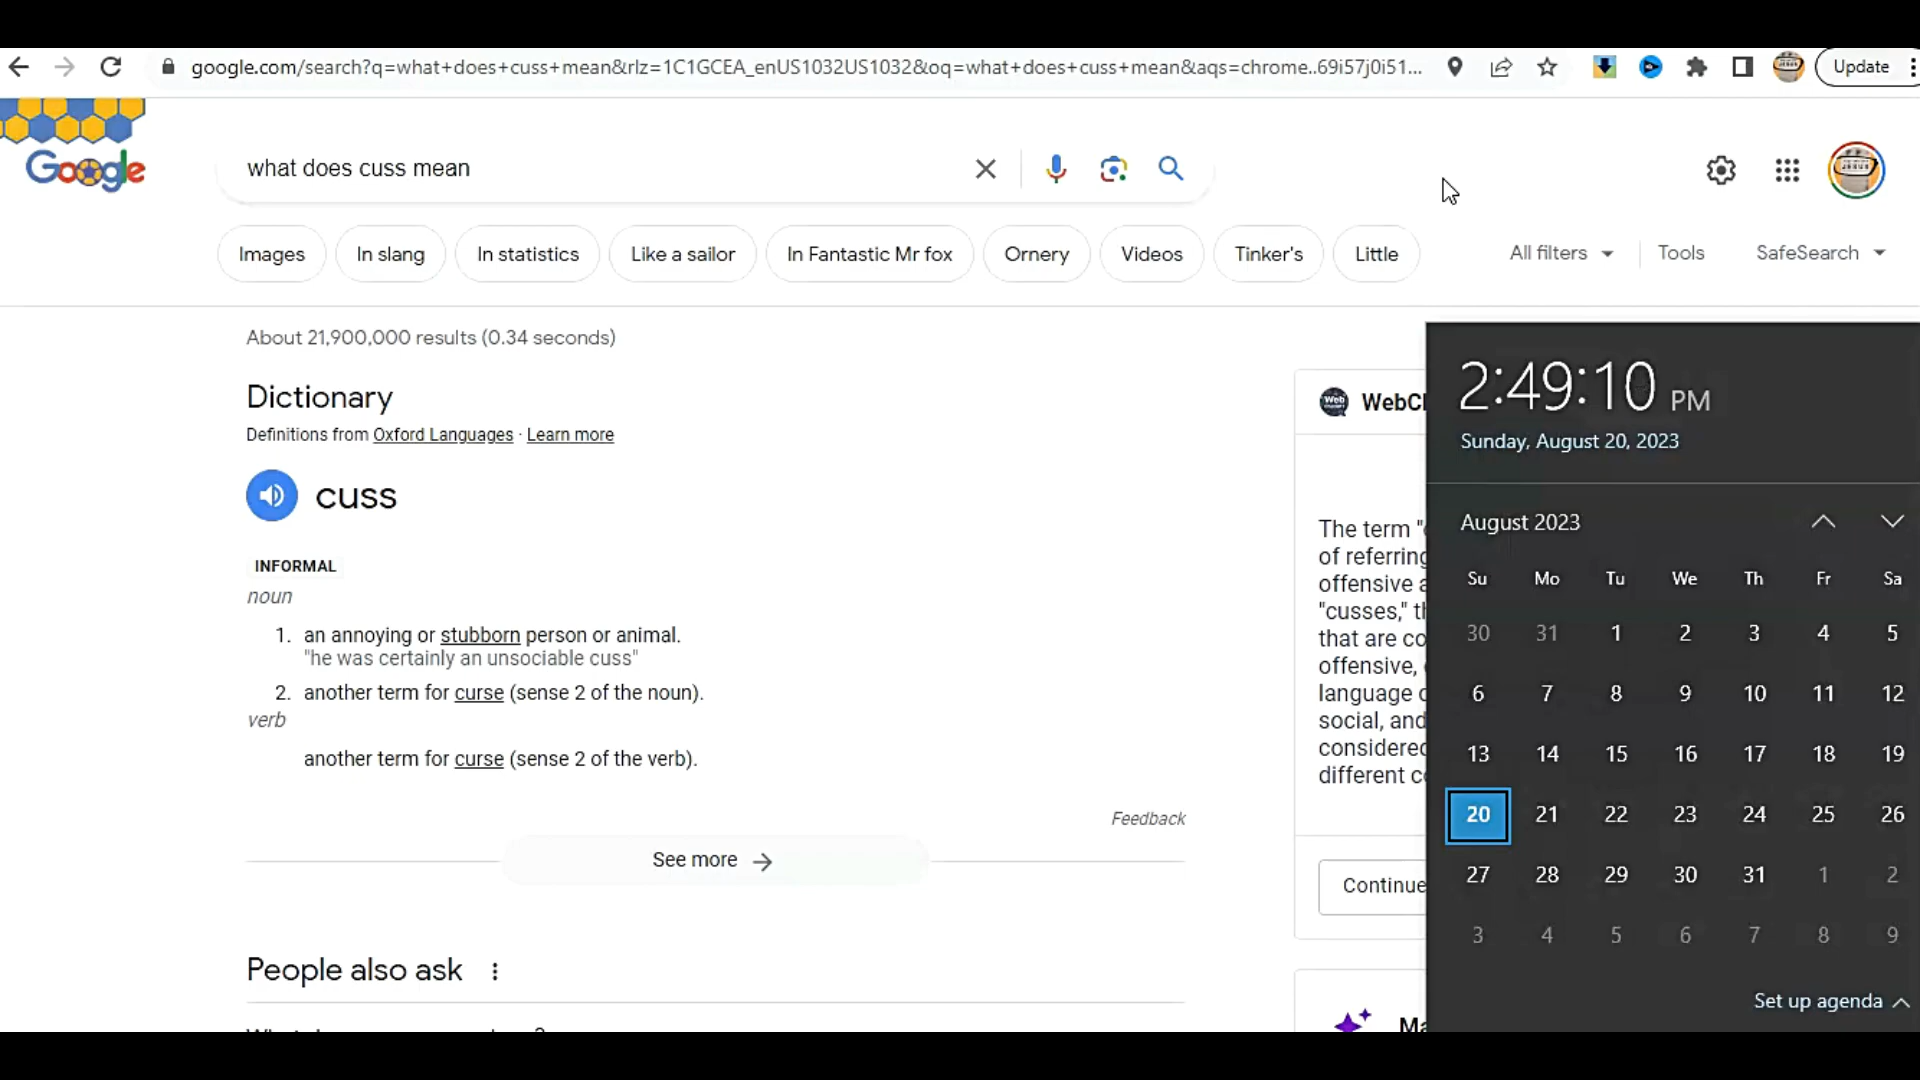 google.com/search?q=what+does+cuss+mean&rlz=1C1GCEA_enUS1032US1032&oq=what+does+cuss+mean&aqs=chrome..69i57j0i51...
Update
Google
what does cuss mean
Images
In slang
In statistics
Like a sailor
In Fantastic Mr fox
Ornery
Videos
Tinker's
Little
All filters
Tools
SafeSearch
About 21,900,000 results (0.34 seconds)
Dictionary
Definitions from Oxford Languages · Learn more
cuss
INFORMAL
noun
1. an annoying or stubborn person or animal.
"he was certainly an unsociable cuss"
2. another term for curse (sense 2 of the noun).
verb
another term for curse (sense 2 of the verb).
Feedback
See more
People also ask
Web
WebCh
The term "
of referring
offensive a
"cusses," th
that are co
offensive,
language o
social, and
considered
different co
Continue
Ma
2:49:10 PM
Sunday, August 20, 2023
August 2023
Su Mo Tu We Th Fr Sa
30 31 1 2 3 4 5
6 7 8 9 10 11 12
13 14 15 16 17 18 19
20 21 22 23 24 25 26
27 28 29 30 31 1 2
3 4 5 6 7 8 9
Set up agenda